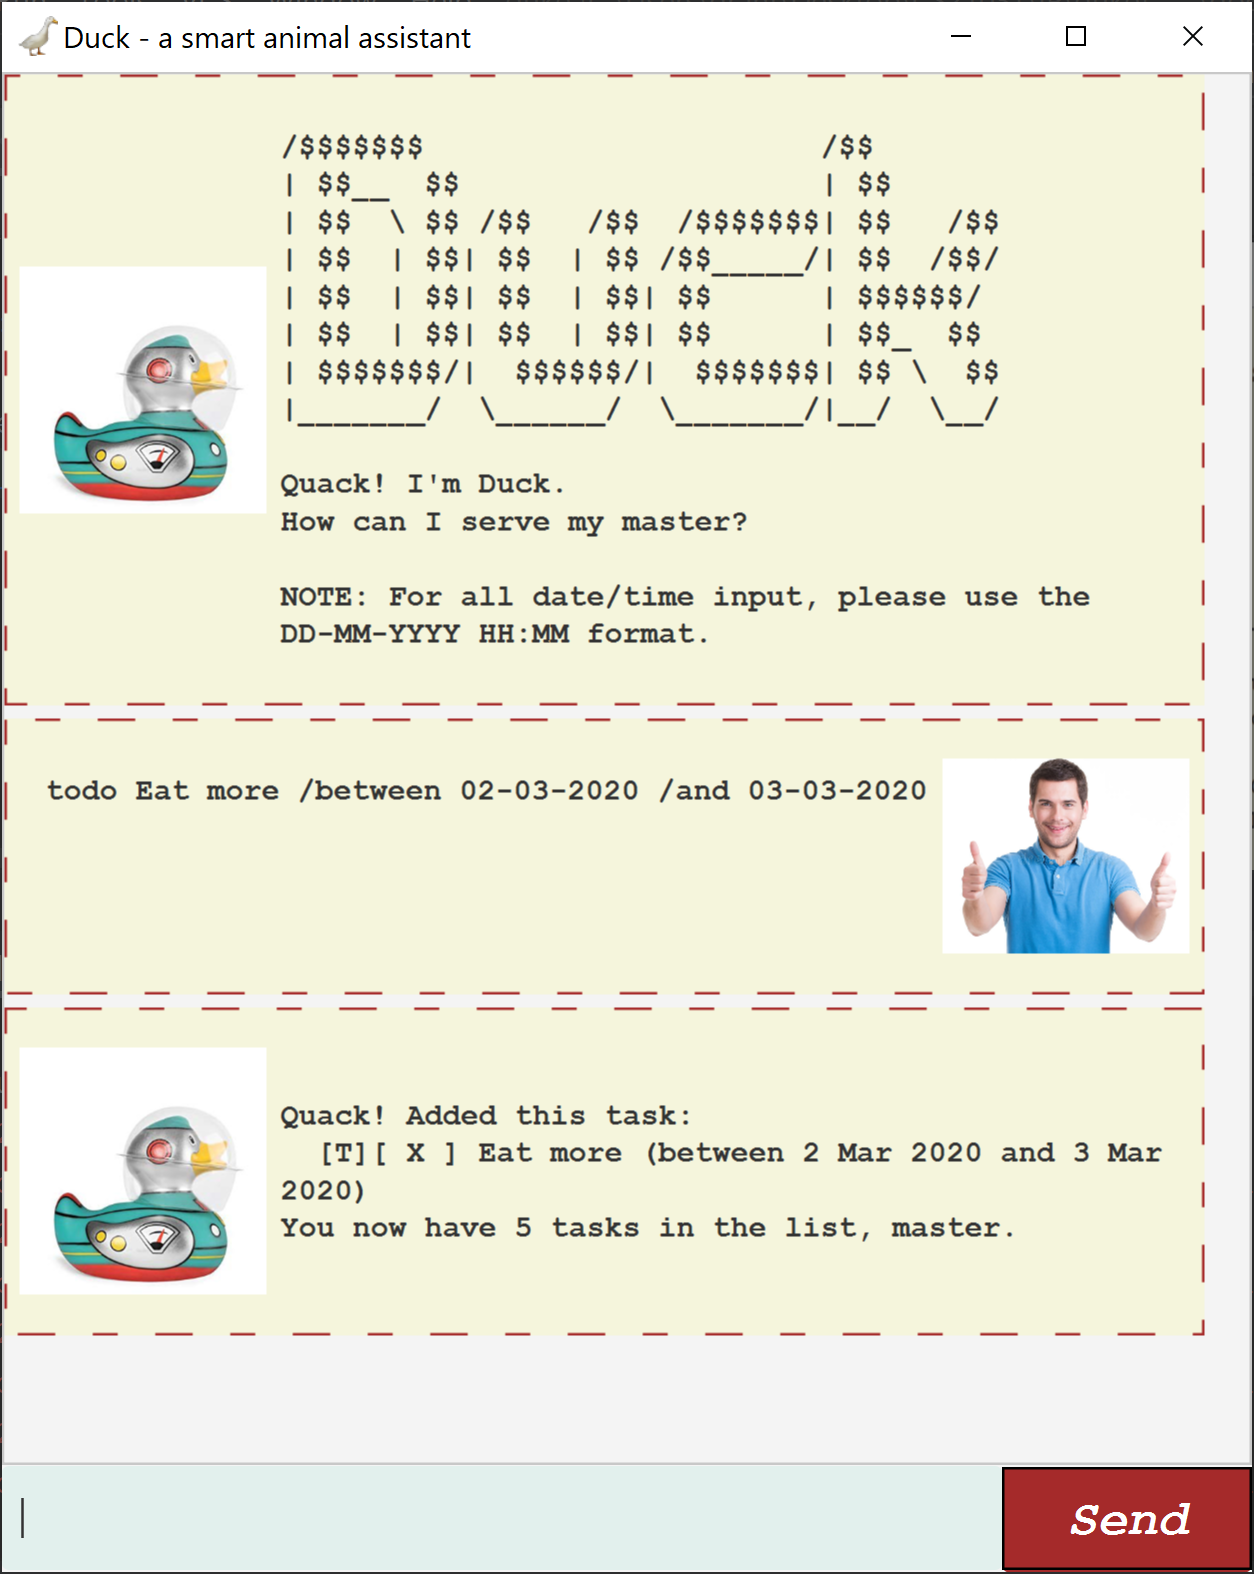 Duck - a smart animal assistant
 /$$$$$$$                      /$$
| $$__  $$                    | $$
| $$  \ $$ /$$   /$$  /$$$$$$$| $$   /$$
| $$  | $$| $$  | $$ /$$_____/| $$  /$$/
| $$  | $$| $$  | $$| $$      | $$$$$$/
| $$  | $$| $$  | $$| $$      | $$_  $$
| $$$$$$$/|  $$$$$$/|  $$$$$$$| $$ \  $$
|_______/  \______/  \_______/|__/  \__/
Quack! I'm Duck.
How can I serve my master?
NOTE: For all date/time input, please use the
DD-MM-YYYY HH:MM format.
todo Eat more /between 02-03-2020 /and 03-03-2020
Quack! Added this task:
[T][ X ] Eat more (between 2 Mar 2020 and 3 Mar
2020)
You now have 5 tasks in the list, master.
Send